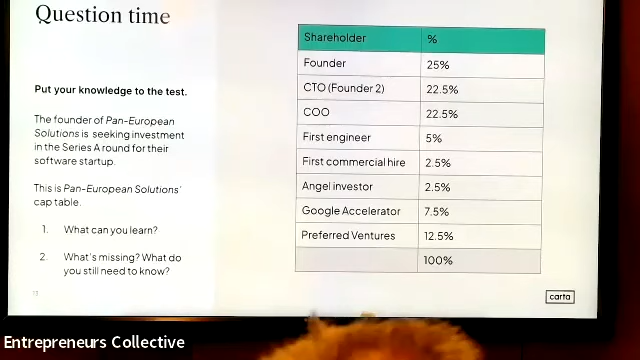 Question time
Put your knowledge to the test.
The founder of Pan-European
Solutions is seeking investment
in the Series A round for their
software startup.
This is Pan-European Solutions'
cap table.
1. What can you learn?
2. What's missing? What do
you still need to know?
Shareholder %
Founder 25%
CTO (Founder 2) 22.5%
COO 22.5%
First engineer 5%
First commercial hire 2.5%
Angel investor 2.5%
Google Accelerator 7.5%
Preferred Ventures 12.5%
100%
carta
Entrepreneurs Collective